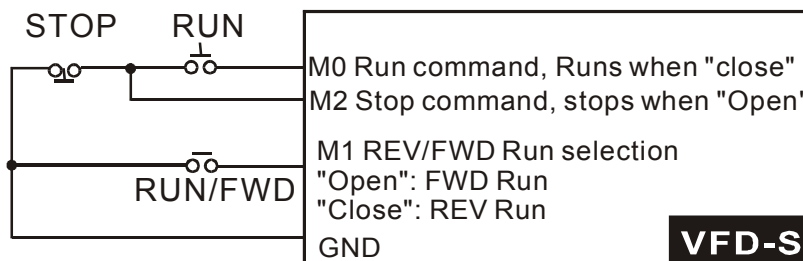 STOP RUN
M0 Run command, Runs when "close"
M2 Stop command, stops when "Open"
M1 REV/FWD Run selection
RUN/FWD
"Open": FWD Run
"Close": REV Run
GND
VFD-S